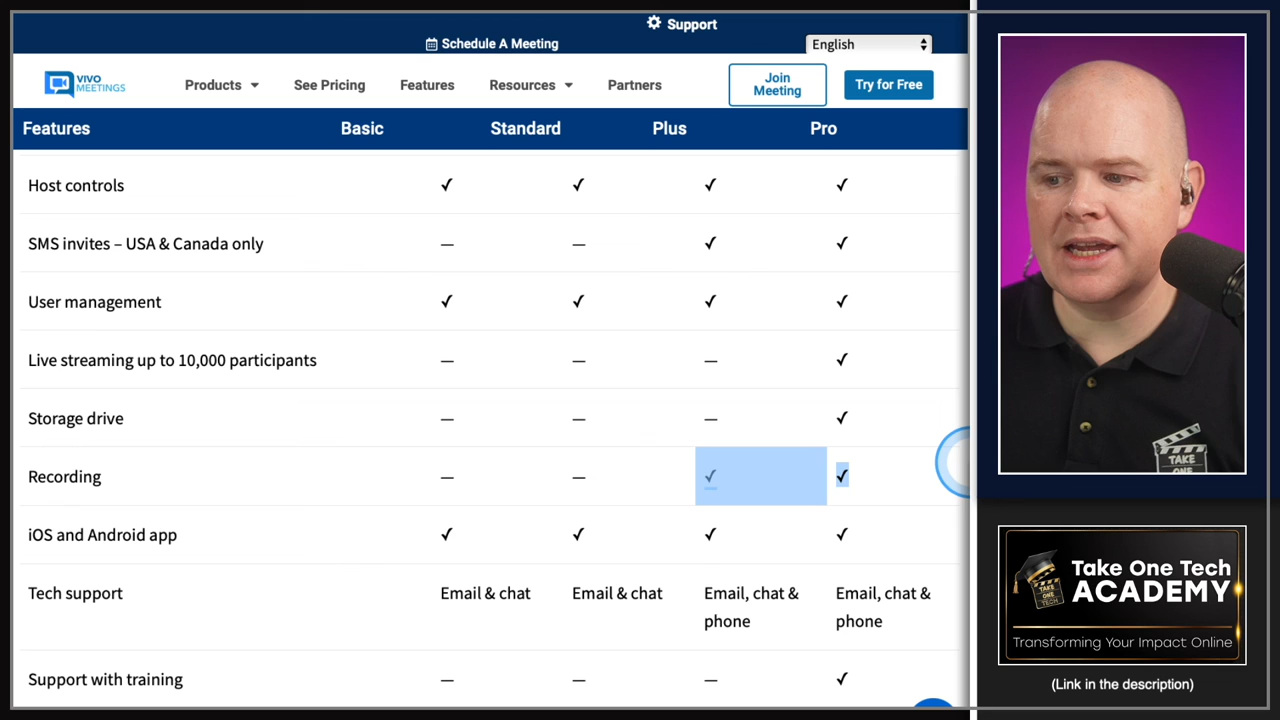 Support
Schedule A Meeting
English
VIVO
MEETINGS
Products
See Pricing
Features
Resources
Partners
Join
Meeting
Try for Free
Features Basic Standard Plus Pro
Host controls ✓ ✓ ✓ ✓
SMS invites – USA & Canada only — — ✓ ✓
User management ✓ ✓ ✓ ✓
Live streaming up to 10,000 participants — — — ✓
Storage drive — — — ✓
Recording — — ✓ ✓
iOS and Android app ✓ ✓ ✓ ✓
Tech support Email & chat Email & chat Email, chat & Email, chat &
phone phone
Support with training — — — ✓
TAKE
ONE
Take One Tech
ACADEMY
TAKE
ONE
TECH
Transforming Your Impact Online
(Link in the description)